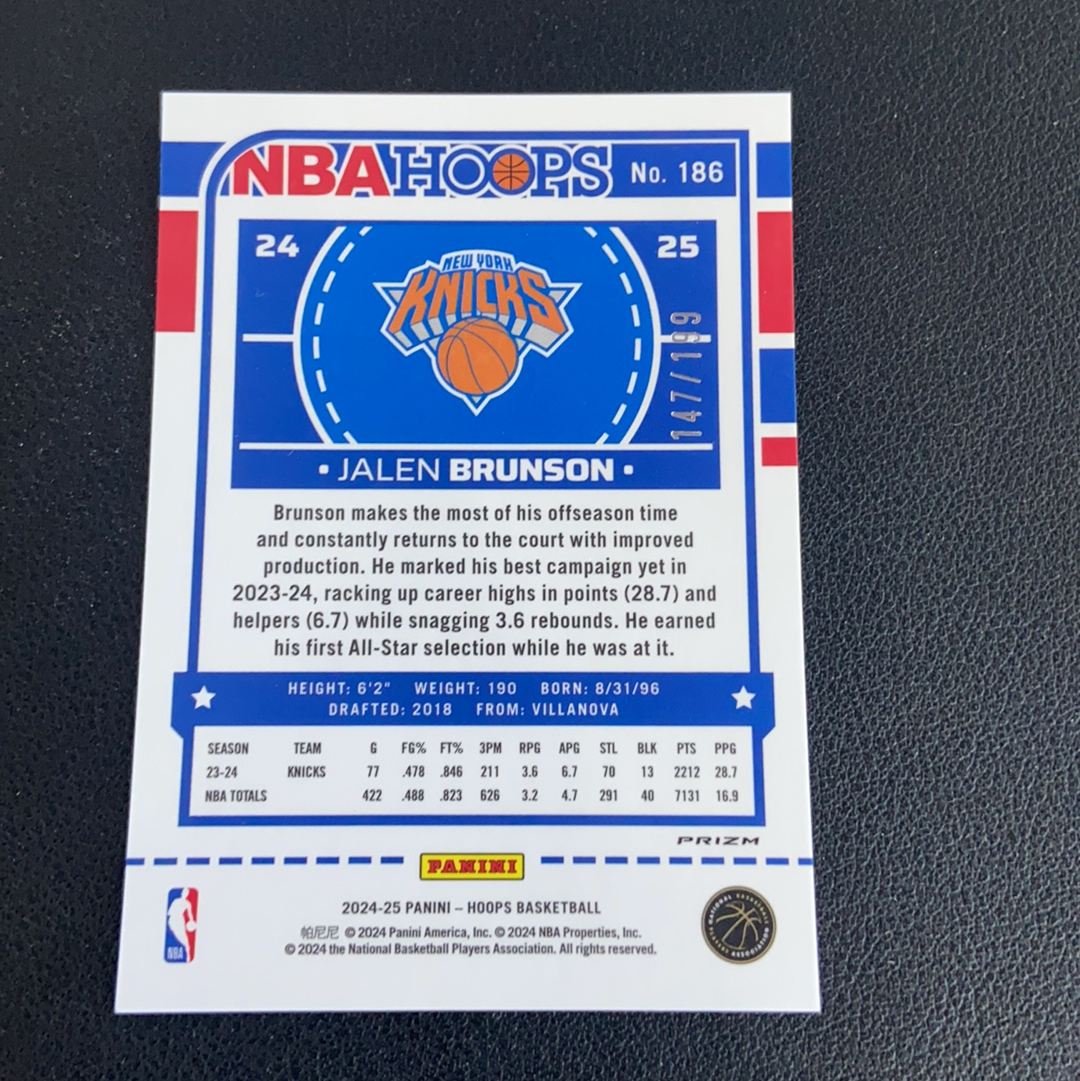 NBA HOOPS No. 186
24 25
NEW YORK
KNICKS
147/199
• JALEN BRUNSON •
Brunson makes the most of his offseason time
and constantly returns to the court with improved
production. He marked his best campaign yet in
2023-24, racking up career highs in points (28.7) and
helpers (6.7) while snagging 3.6 rebounds. He earned
his first All-Star selection while he was at it.
HEIGHT: 6'2" WEIGHT: 190 BORN: 8/31/96
DRAFTED: 2018 FROM: VILLANOVA
SEASON TEAM G FG% FT% 3PM RPG APG STL BLK PTS PPG
23-24 KNICKS 77 .478 .846 211 3.6 6.7 70 13 2212 28.7
NBA TOTALS 422 .488 .823 626 3.2 4.7 291 40 7131 16.9
PRIZM
PANINI
2024-25 PANINI – HOOPS BASKETBALL
帕尼尼 © 2024 Panini America, Inc. © 2024 NBA Properties, Inc.
© 2024 the National Basketball Players Association. All rights reserved.
NBA
NATIONAL BASKETBALL PLAYERS ASSOCIATION